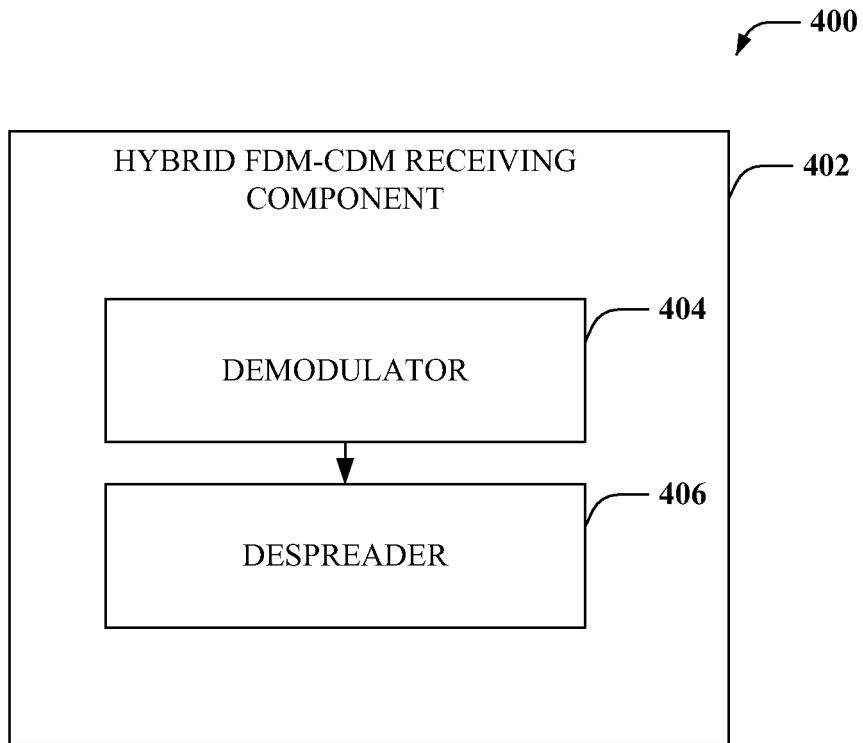 400
HYBRID FDM-CDM RECEIVING
COMPONENT
402
404
DEMODULATOR
406
DESPREADER